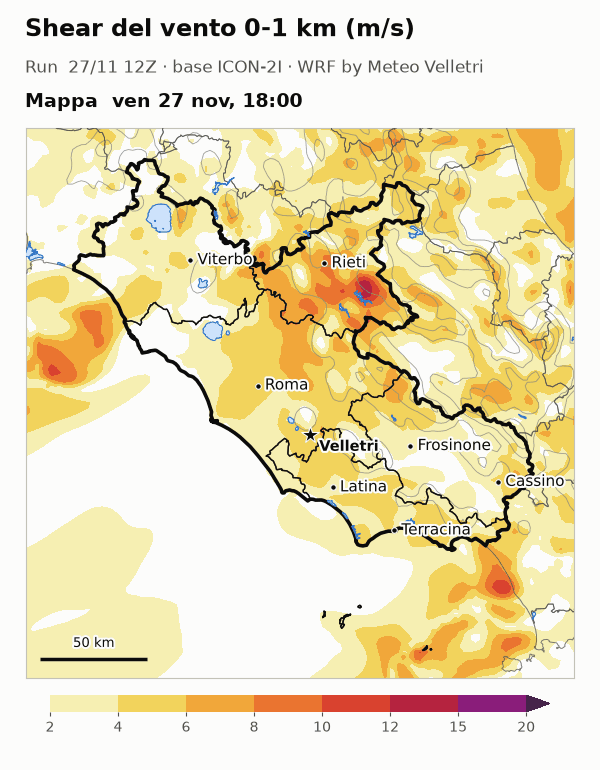 Shear del vento 0-1 km (m/s)
Run  27/11 12Z · base ICON-2I · WRF by Meteo Velletri
Mappa  ven 27 nov, 18:00
Viterbo
Rieti
Roma
Velletri
Frosinone
Cassino
Latina
Terracina
50 km
2 4 6 8 10 12 15 20